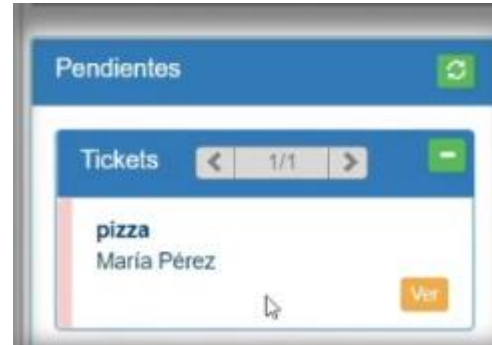 Pendientes
Tickets 1/1
pizza
María Pérez
Ver